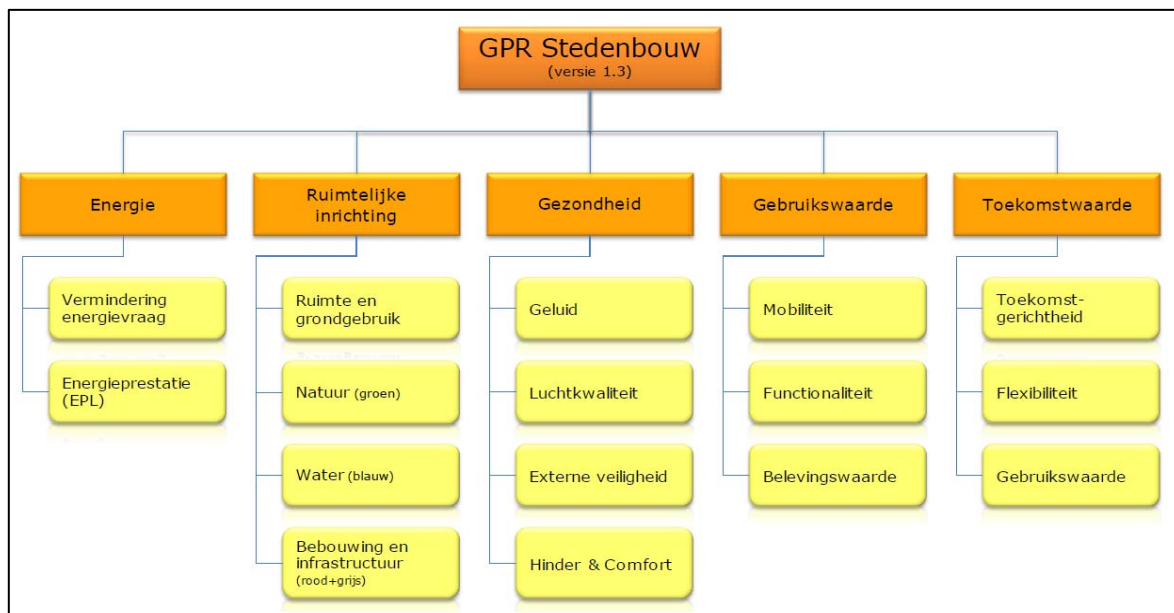 GPR Stedenbouw
(versie 1.3)
Energie
Ruimtelijke
inrichting
Gezondheid
Gebruikswaarde
Toekomstwaarde
Vermindering
energievraag
Energieprestatie
(EPL)
Ruimte en
grondgebruik
Natuur (groen)
Water (blauw)
Bebouwing en
infrastructuur
(rood+grijs)
Geluid
Luchtkwaliteit
Externe veiligheid
Hinder & Comfort
Mobiliteit
Functionaliteit
Belevingswaarde
Toekomst-
gerichtheid
Flexibiliteit
Gebruikswaarde